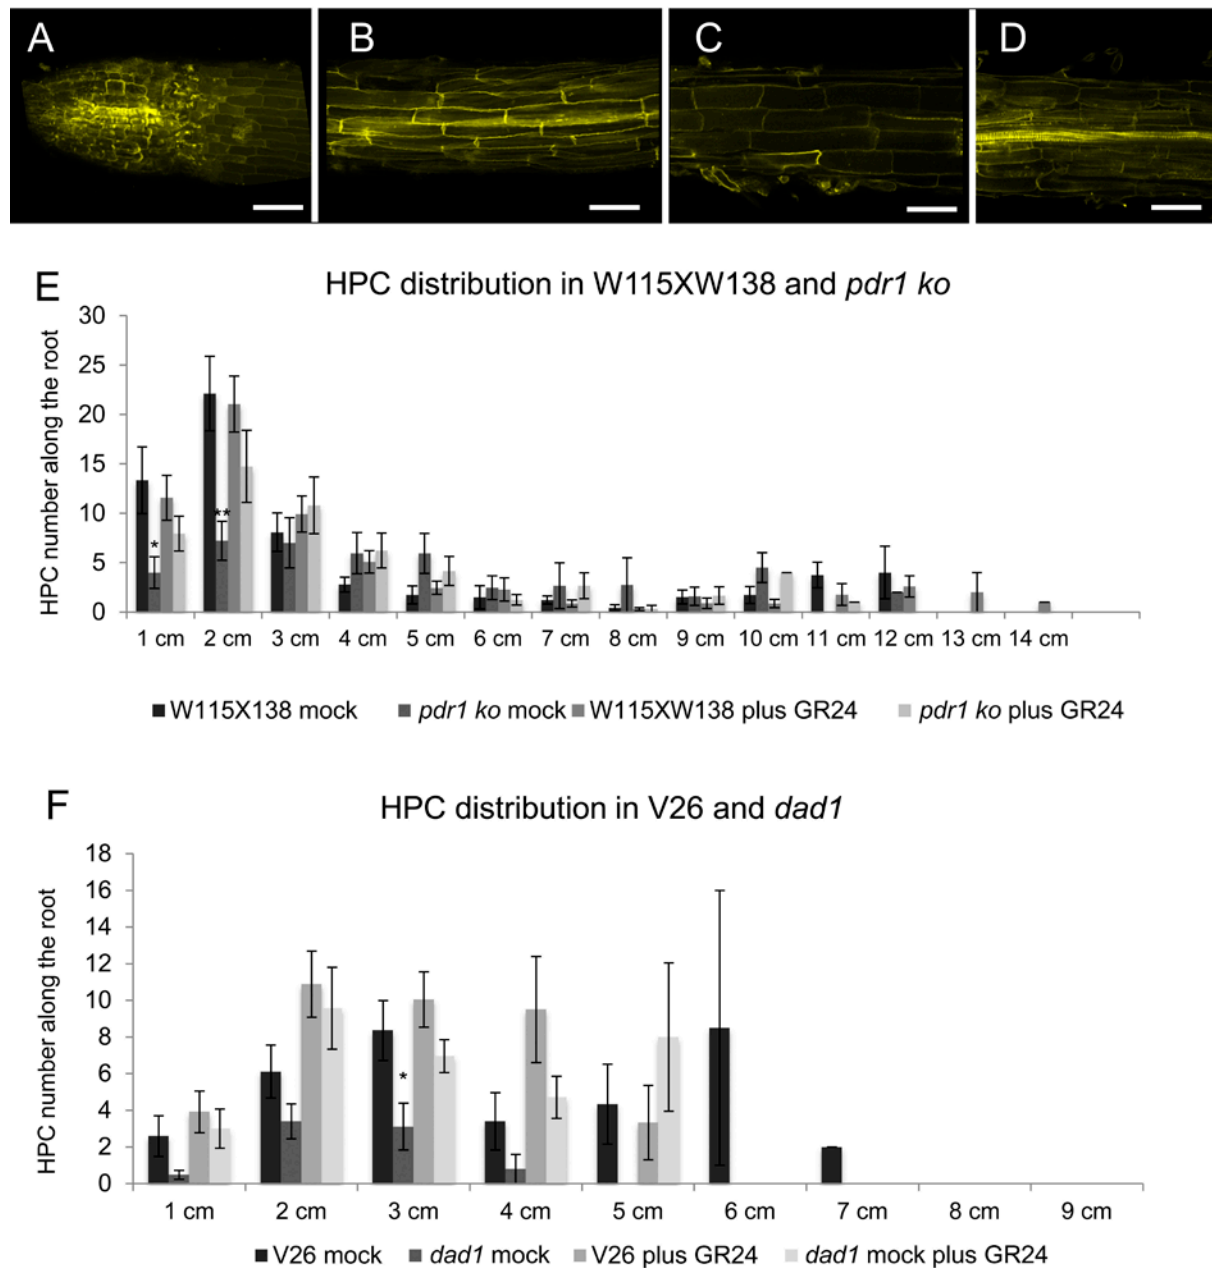 A
B
C
D
E
HPC distribution in W115XW138 and pdr1 ko
HPC number along the root
30
25
20
15
10
5
0
*
**
1 cm 2 cm 3 cm 4 cm 5 cm 6 cm 7 cm 8 cm 9 cm 10 cm 11 cm 12 cm 13 cm 14 cm
W115X138 mock pdr1 ko mock W115XW138 plus GR24 pdr1 ko plus GR24
F
HPC distribution in V26 and dad1
HPC number along the root
18
16
14
12
10
8
6
4
2
0
*
1 cm 2 cm 3 cm 4 cm 5 cm 6 cm 7 cm 8 cm 9 cm
V26 mock dad1 mock V26 plus GR24 dad1 mock plus GR24